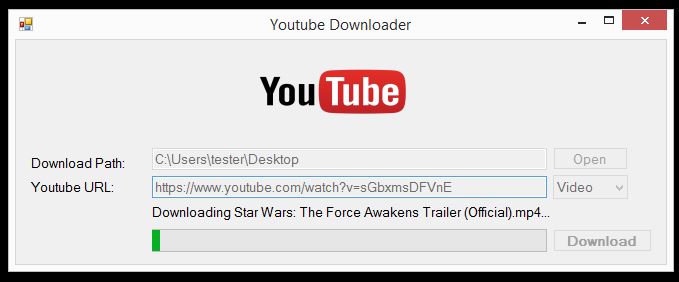 Youtube Downloader
YouTube
Download Path: C:\Users\tester\Desktop Open
Youtube URL: https://www.youtube.com/watch?v=sGbxmsDFVnE Video
Downloading Star Wars: The Force Awakens Trailer (Official).mp4...
Download